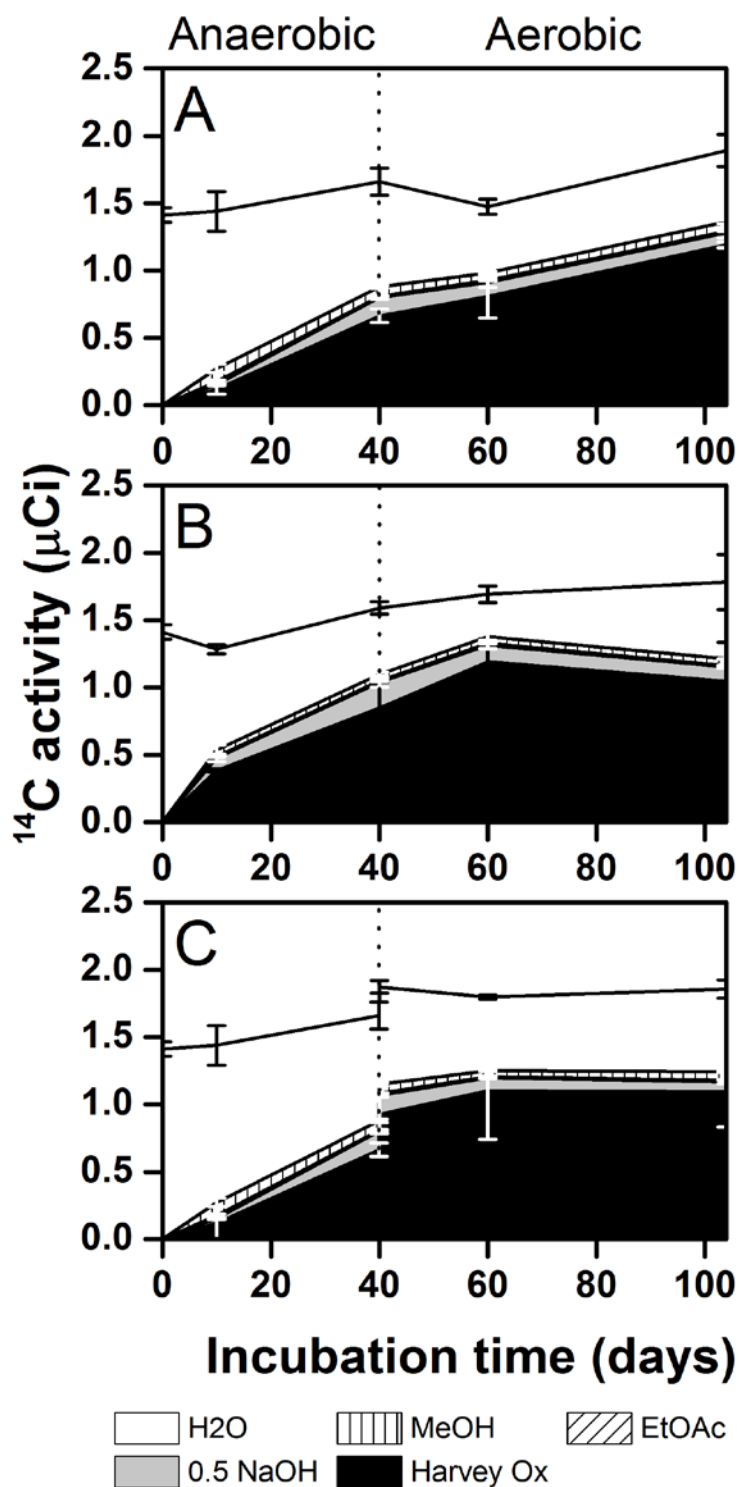 Anaerobic Aerobic
2.5
A
2.0
1.5
1.0
0.5
0.0
0 20 40 60 80 100
2.5
B
2.0
1.5
1.0
0.5
0.0
0 20 40 60 80 100
2.5
C
2.0
1.5
1.0
0.5
0.0
0 20 40 60 80 100
14C activity (μCi)
Incubation time (days)
H2O MeOH EtOAc
0.5 NaOH Harvey Ox